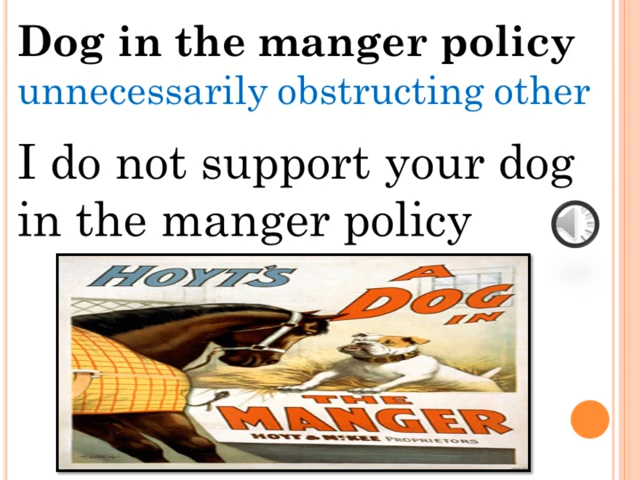 Dog in the manger policy
unnecessarily obstructing other
I do not support your dog
in the manger policy
HOYT'S
A
DOG
IN
THE
MANGER
HOYT & McKEE PROPRIETORS